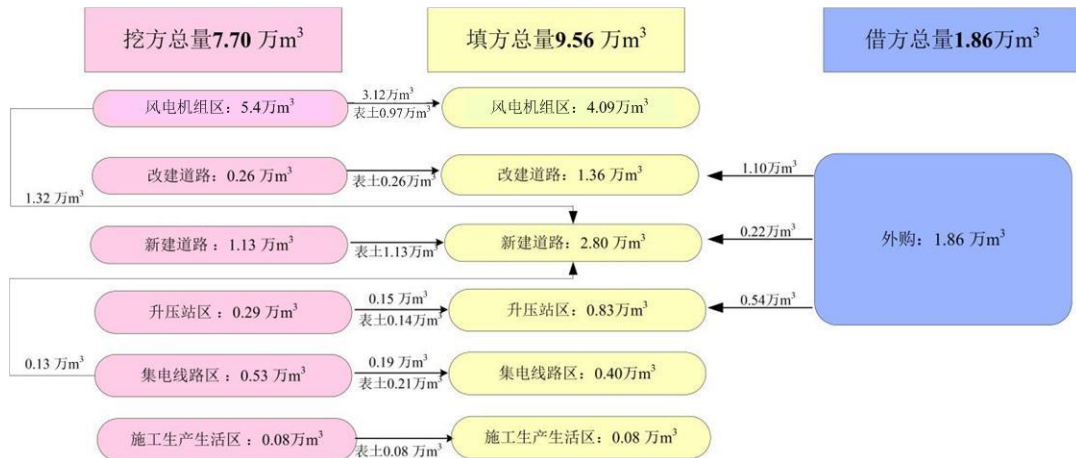 挖方总量7.70 万m³
填方总量9.56 万m³
借方总量1.86万m³
风电机组区：5.4万m³
3.12万m³
表土0.97万m³
风电机组区：4.09万m³
改建道路：0.26 万m³
表土0.26万m³
改建道路：1.36 万m³
1.10万m³
1.32 万m³
新建道路：1.13 万m³
表土1.13万m³
新建道路：2.80 万m³
0.22万m³
外购：1.86 万m³
升压站区：0.29 万m³
0.15 万m³
表土0.14万m³
升压站区：0.83万m³
0.54万m³
0.13 万m³
集电线路区：0.53 万m³
0.19 万m³
表土0.21万m³
集电线路区：0.40万m³
施工生产生活区：0.08万m³
表土0.08 万m³
施工生产生活区：0.08 万m³